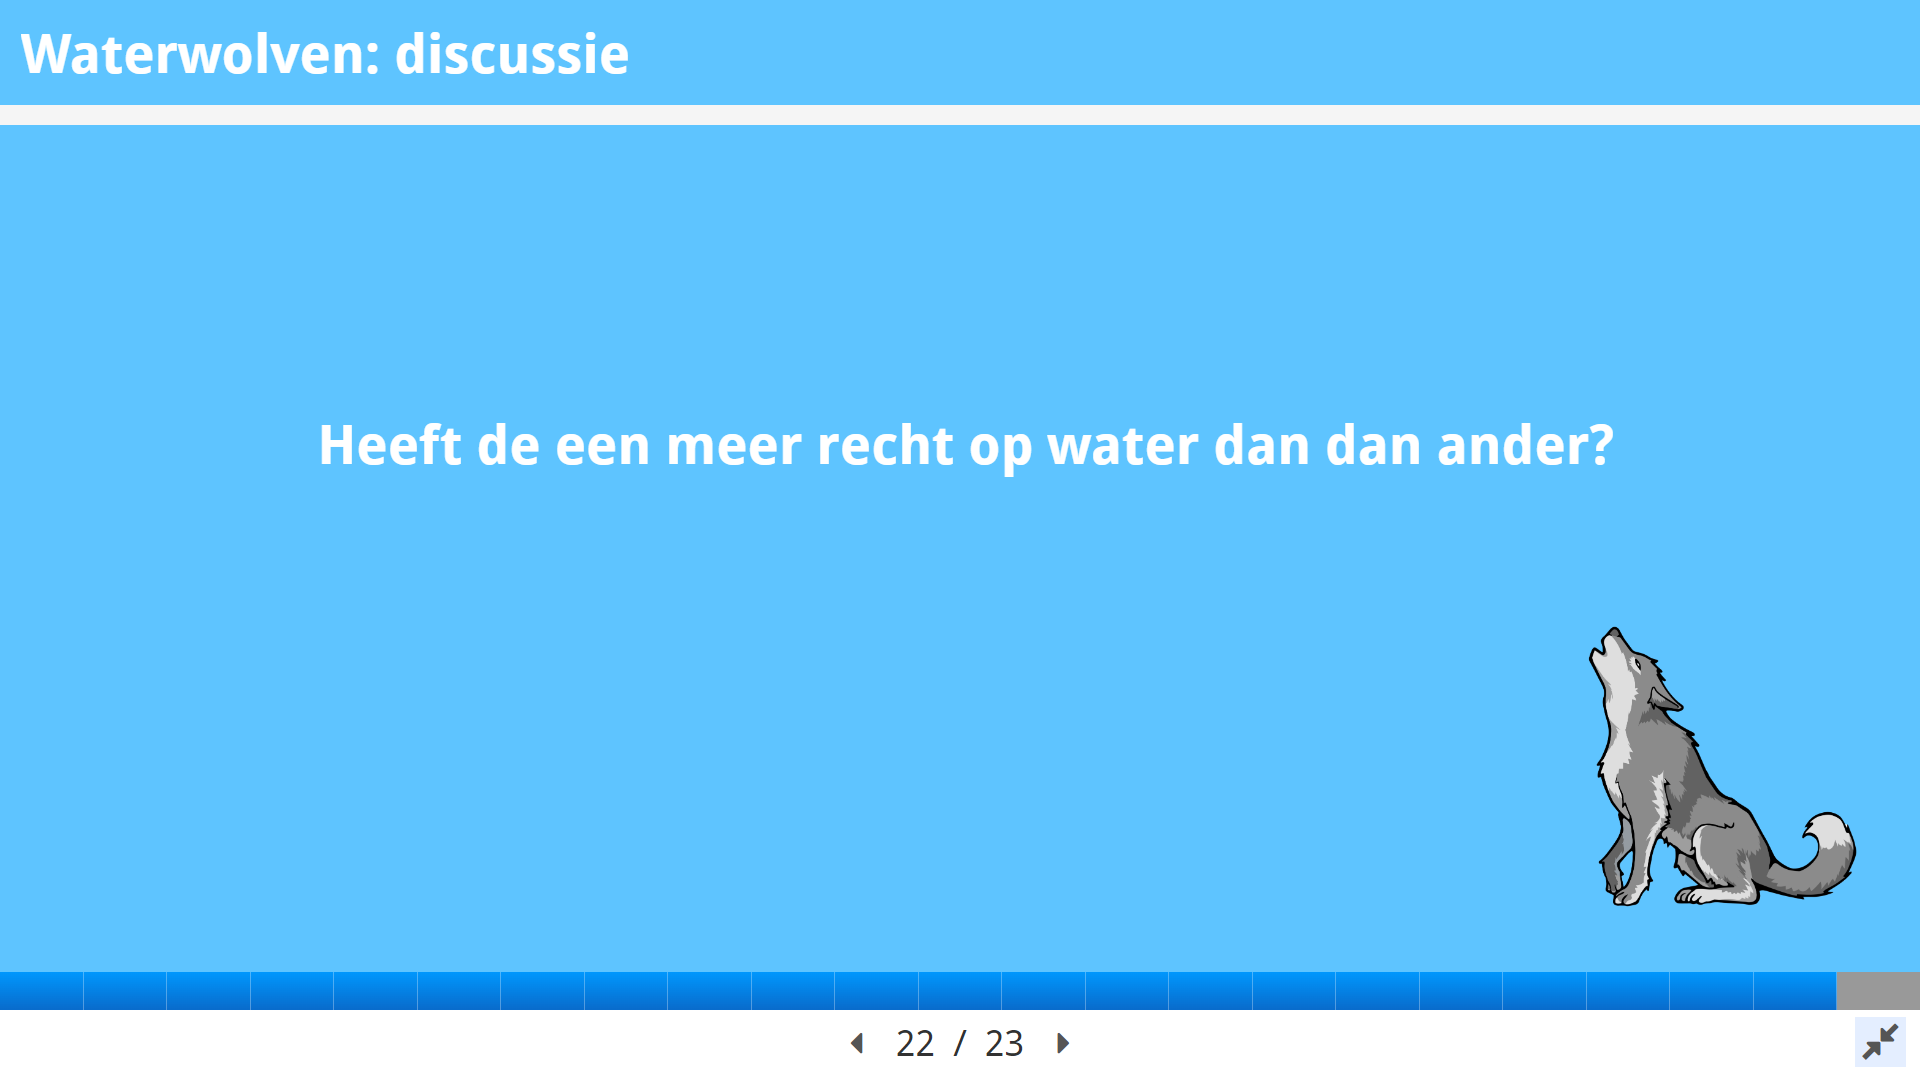 Waterwolven: discussie
Heeft de een meer recht op water dan dan ander?
22 / 23